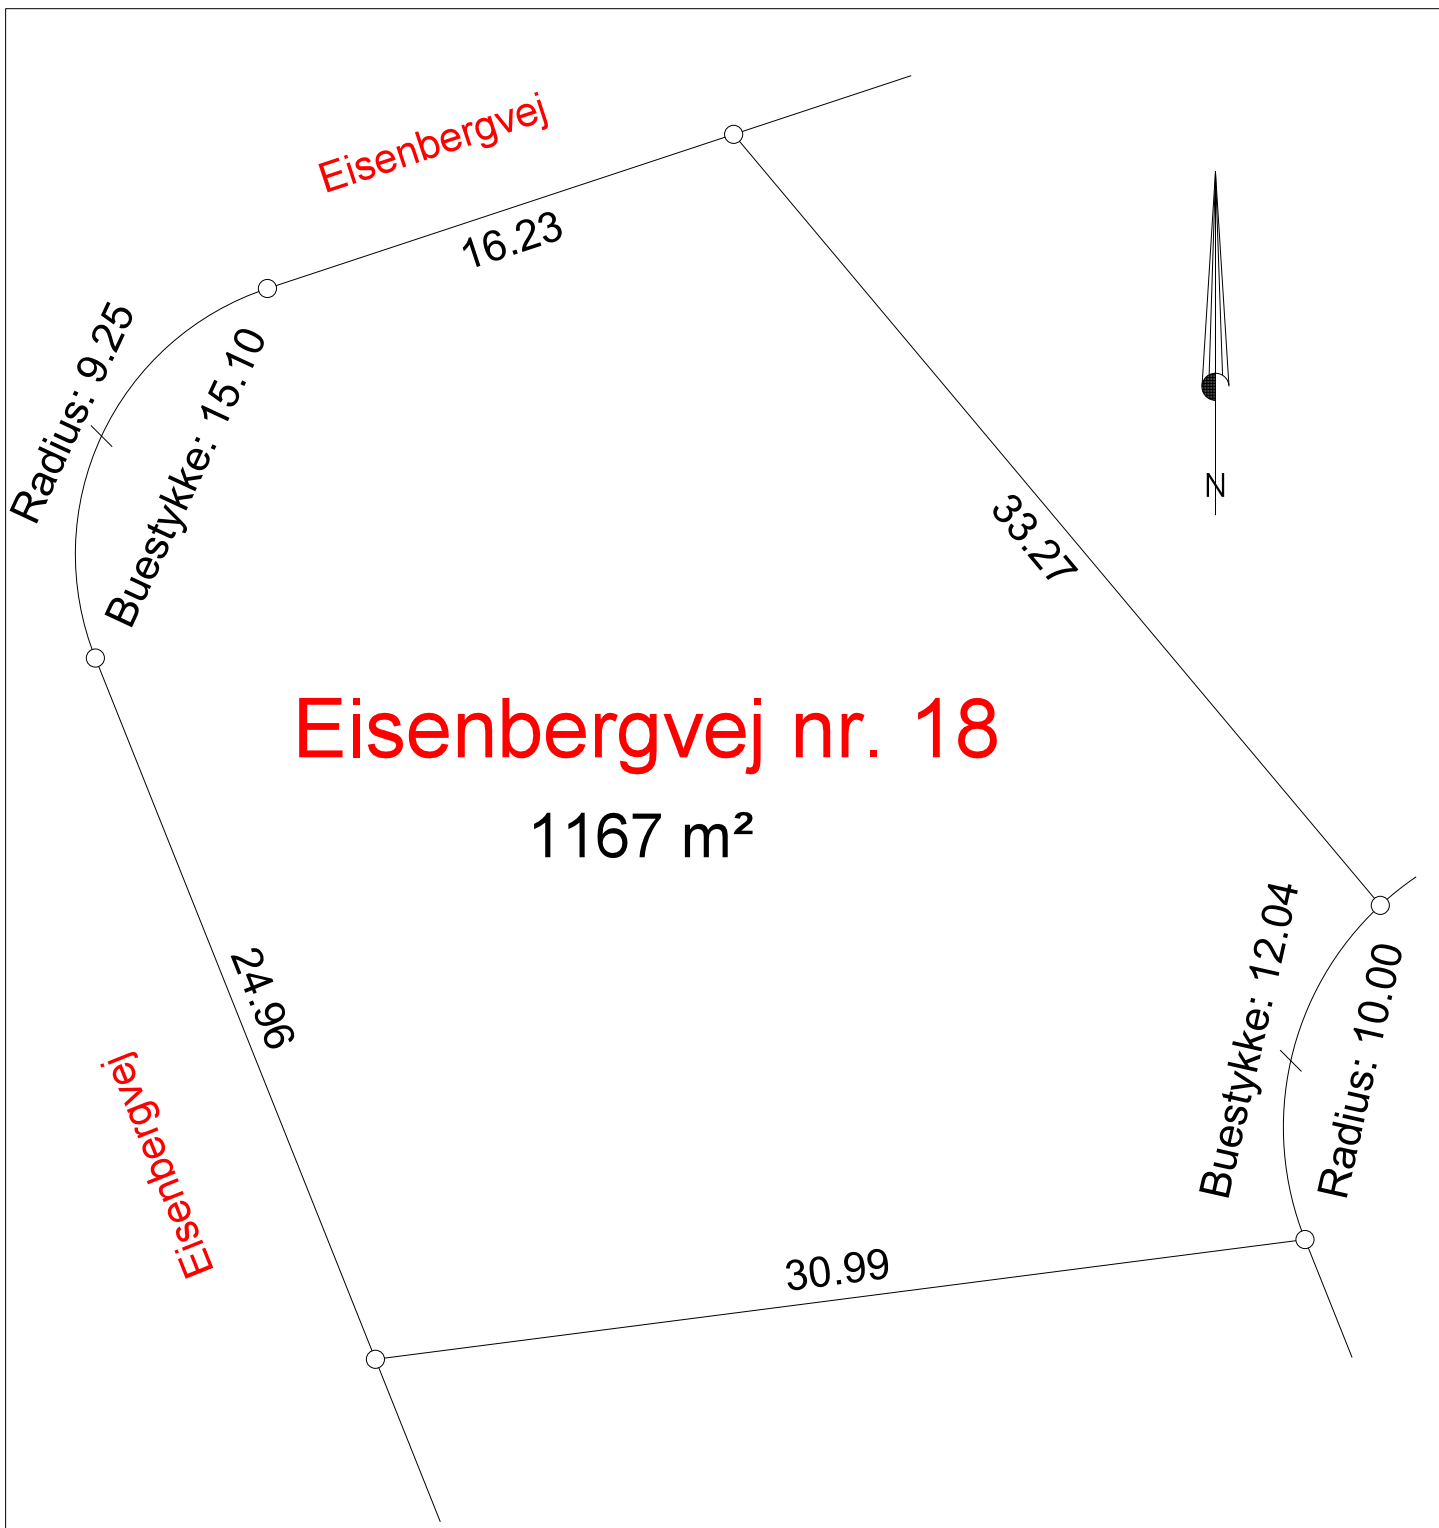 Eisenbergvej
16.23
Radius: 9.25
Buestykke: 15.10
N
33.27
Eisenbergvej nr. 18
1167 m²
24.96
Eisenbergvej
Buestykke: 12.04
Radius: 10.00
30.99